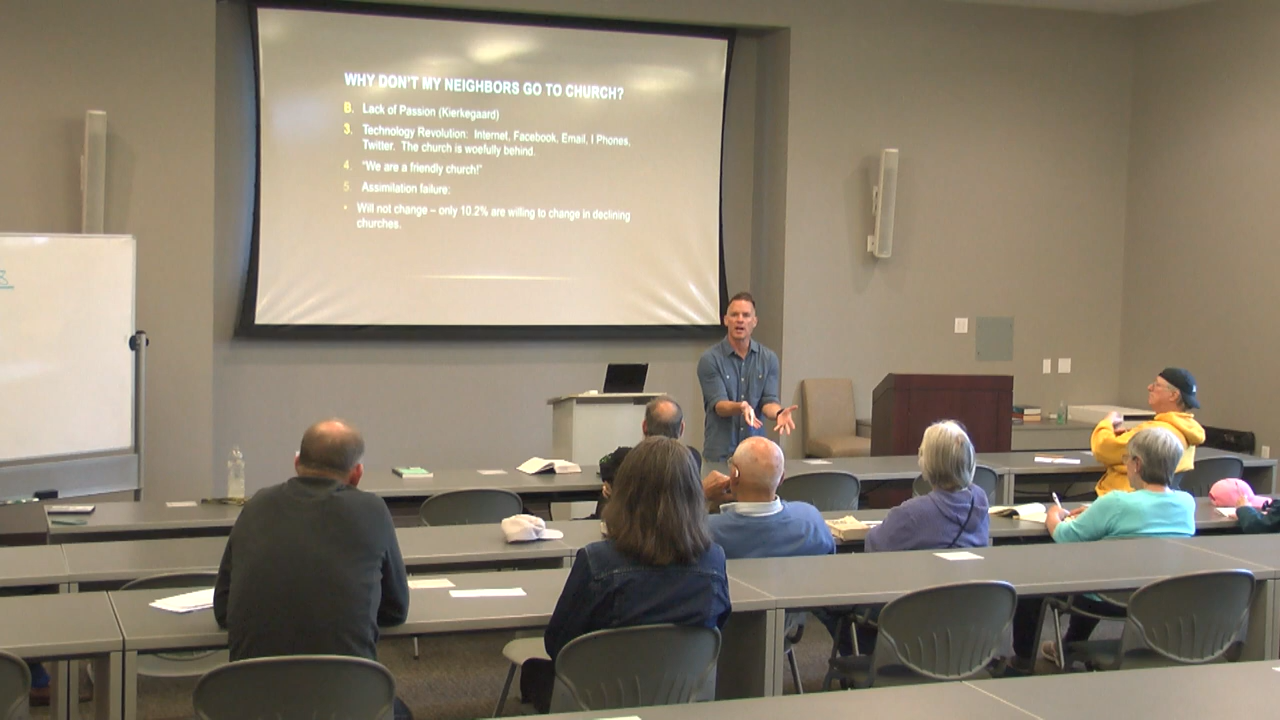 WHY DON'T MY NEIGHBORS GO TO CHURCH?
B. Lack of Passion (Kierkegaard)
3. Technology Revolution: Internet, Facebook, Email, I Phones,
Twitter. The church is woefully behind.
4. "We are a friendly church!"
5. Assimilation failure:
• Will not change – only 10.2% are willing to change in declining
churches.